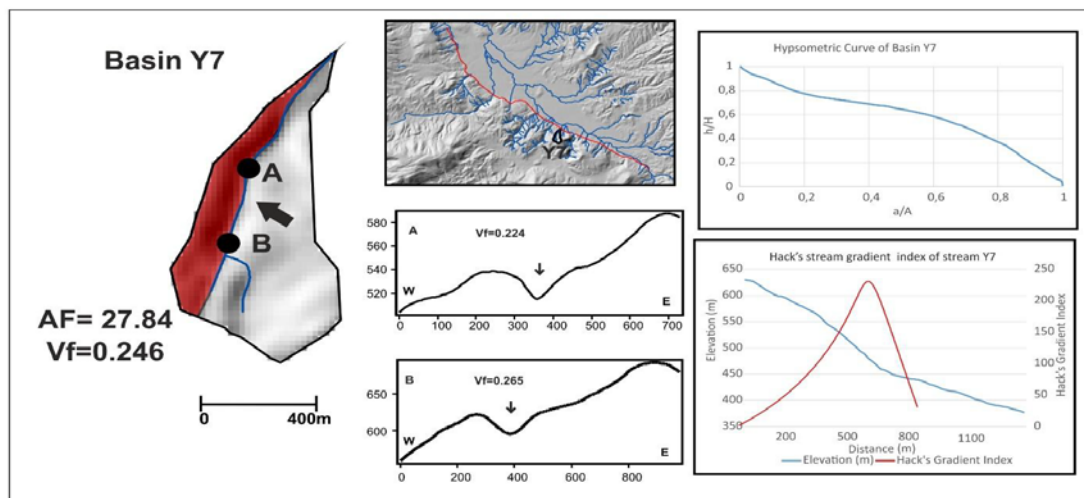 Basin Y7
A
B
AF= 27.84
Vf=0.246
0 400m
Y7
A Vf=0.224
580
560
540
520
W E
0 100 200 300 400 500 600 700
B Vf=0.265
650
600
W E
0 200 400 600 800
Hypsometric Curve of Basin Y7
h/H
1
0,8
0,6
0,4
0,2
0
0 0,2 0,4 0,6 0,8 1
a/A
Hack's stream gradient index of stream Y7
Elevation (m)
650
600
550
500
450
400
350
250
200
150
100
50
0
Hack's Gradient Index
200 500 800 1100
Distance (m)
Elevation (m) Hack's Gradient Index